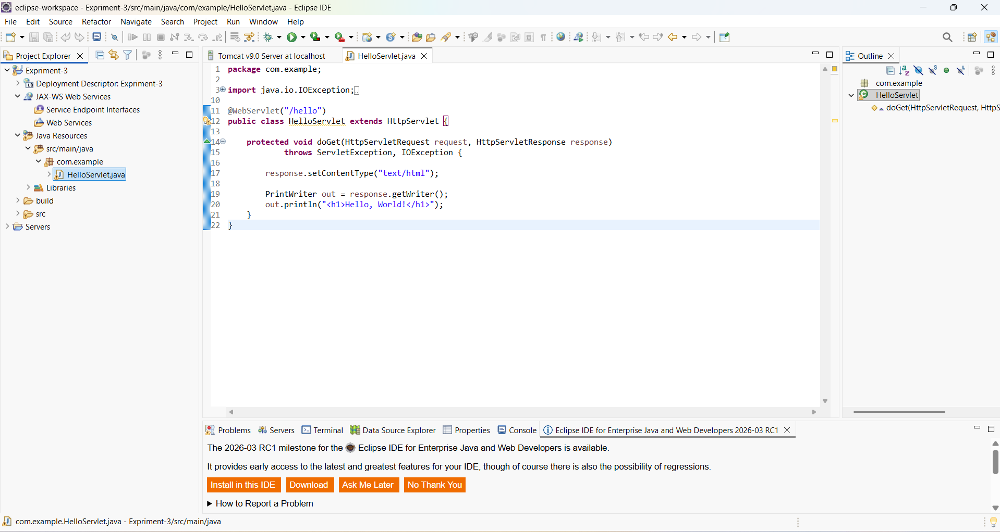 eclipse-workspace - Expriment-3/src/main/java/com/example/HelloServlet.java - Eclipse IDE
File Edit Source Refactor Navigate Search Project Run Window Help
Project Explorer
Expriment-3
Deployment Descriptor: Expriment-3
JAX-WS Web Services
Service Endpoint Interfaces
Web Services
Java Resources
src/main/java
com.example
HelloServlet.java
Libraries
build
src
Servers
Tomcat v9.0 Server at localhost HelloServlet.java
1 package com.example;
2
3 import java.io.IOException;
10
11 @WebServlet("/hello")
12 public class HelloServlet extends HttpServlet {
13
14 protected void doGet(HttpServletRequest request, HttpServletResponse response)
15 throws ServletException, IOException {
16
17 response.setContentType("text/html");
18
19 PrintWriter out = response.getWriter();
20 out.println("<h1>Hello, World!</h1>");
21 }
22 }
Outline
com.example
HelloServlet
doGet(HttpServletRequest, HttpS
Problems Servers Terminal Data Source Explorer Properties Console Eclipse IDE for Enterprise Java and Web Developers 2026-03 RC1
The 2026-03 RC1 milestone for the Eclipse IDE for Enterprise Java and Web Developers is available.
It provides early access to the latest and greatest features for your IDE, though of course there is also the possibility of regressions.
Install in this IDE Download Ask Me Later No Thank You
How to Report a Problem
com.example.HelloServlet.java - Expriment-3/src/main/java